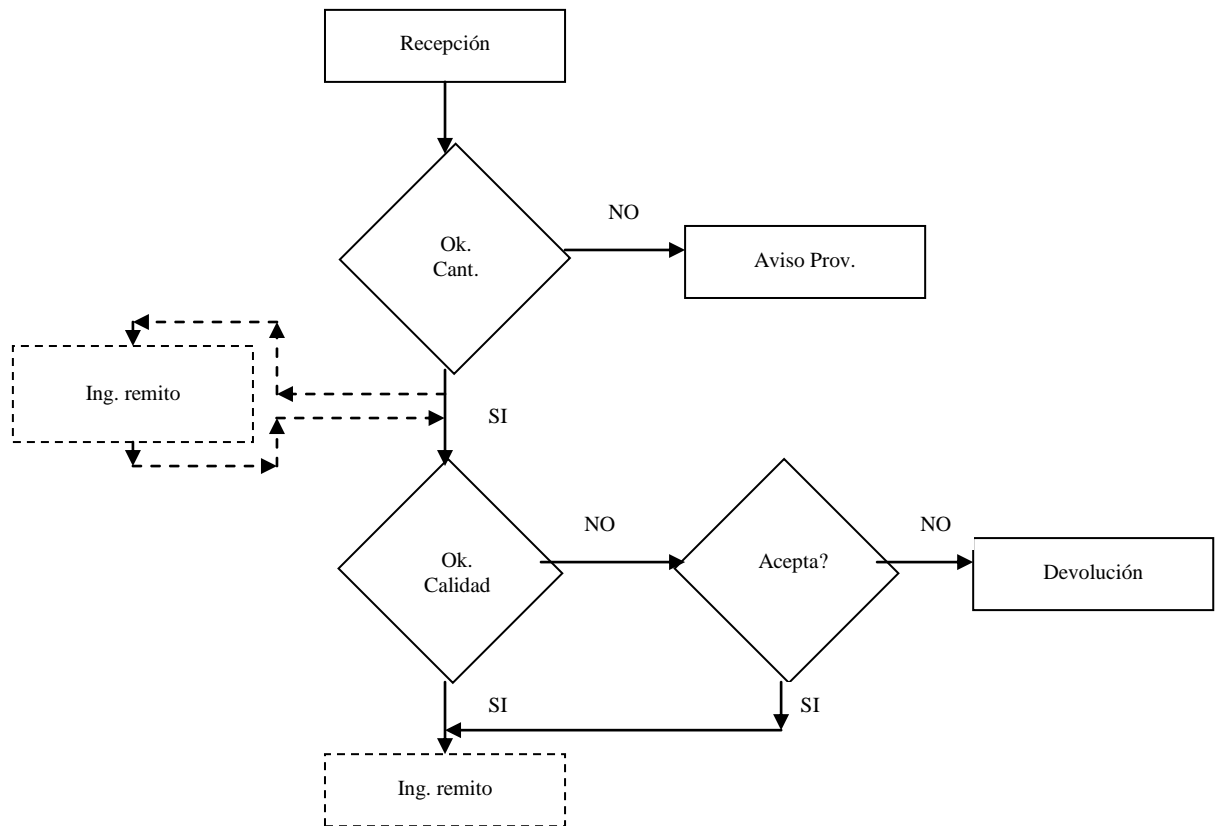 Recepción
NO
Ok.
Cant.
Aviso Prov.
Ing. remito
SI
NO
NO
Ok.
Calidad
Acepta?
Devolución
SI
SI
Ing. remito